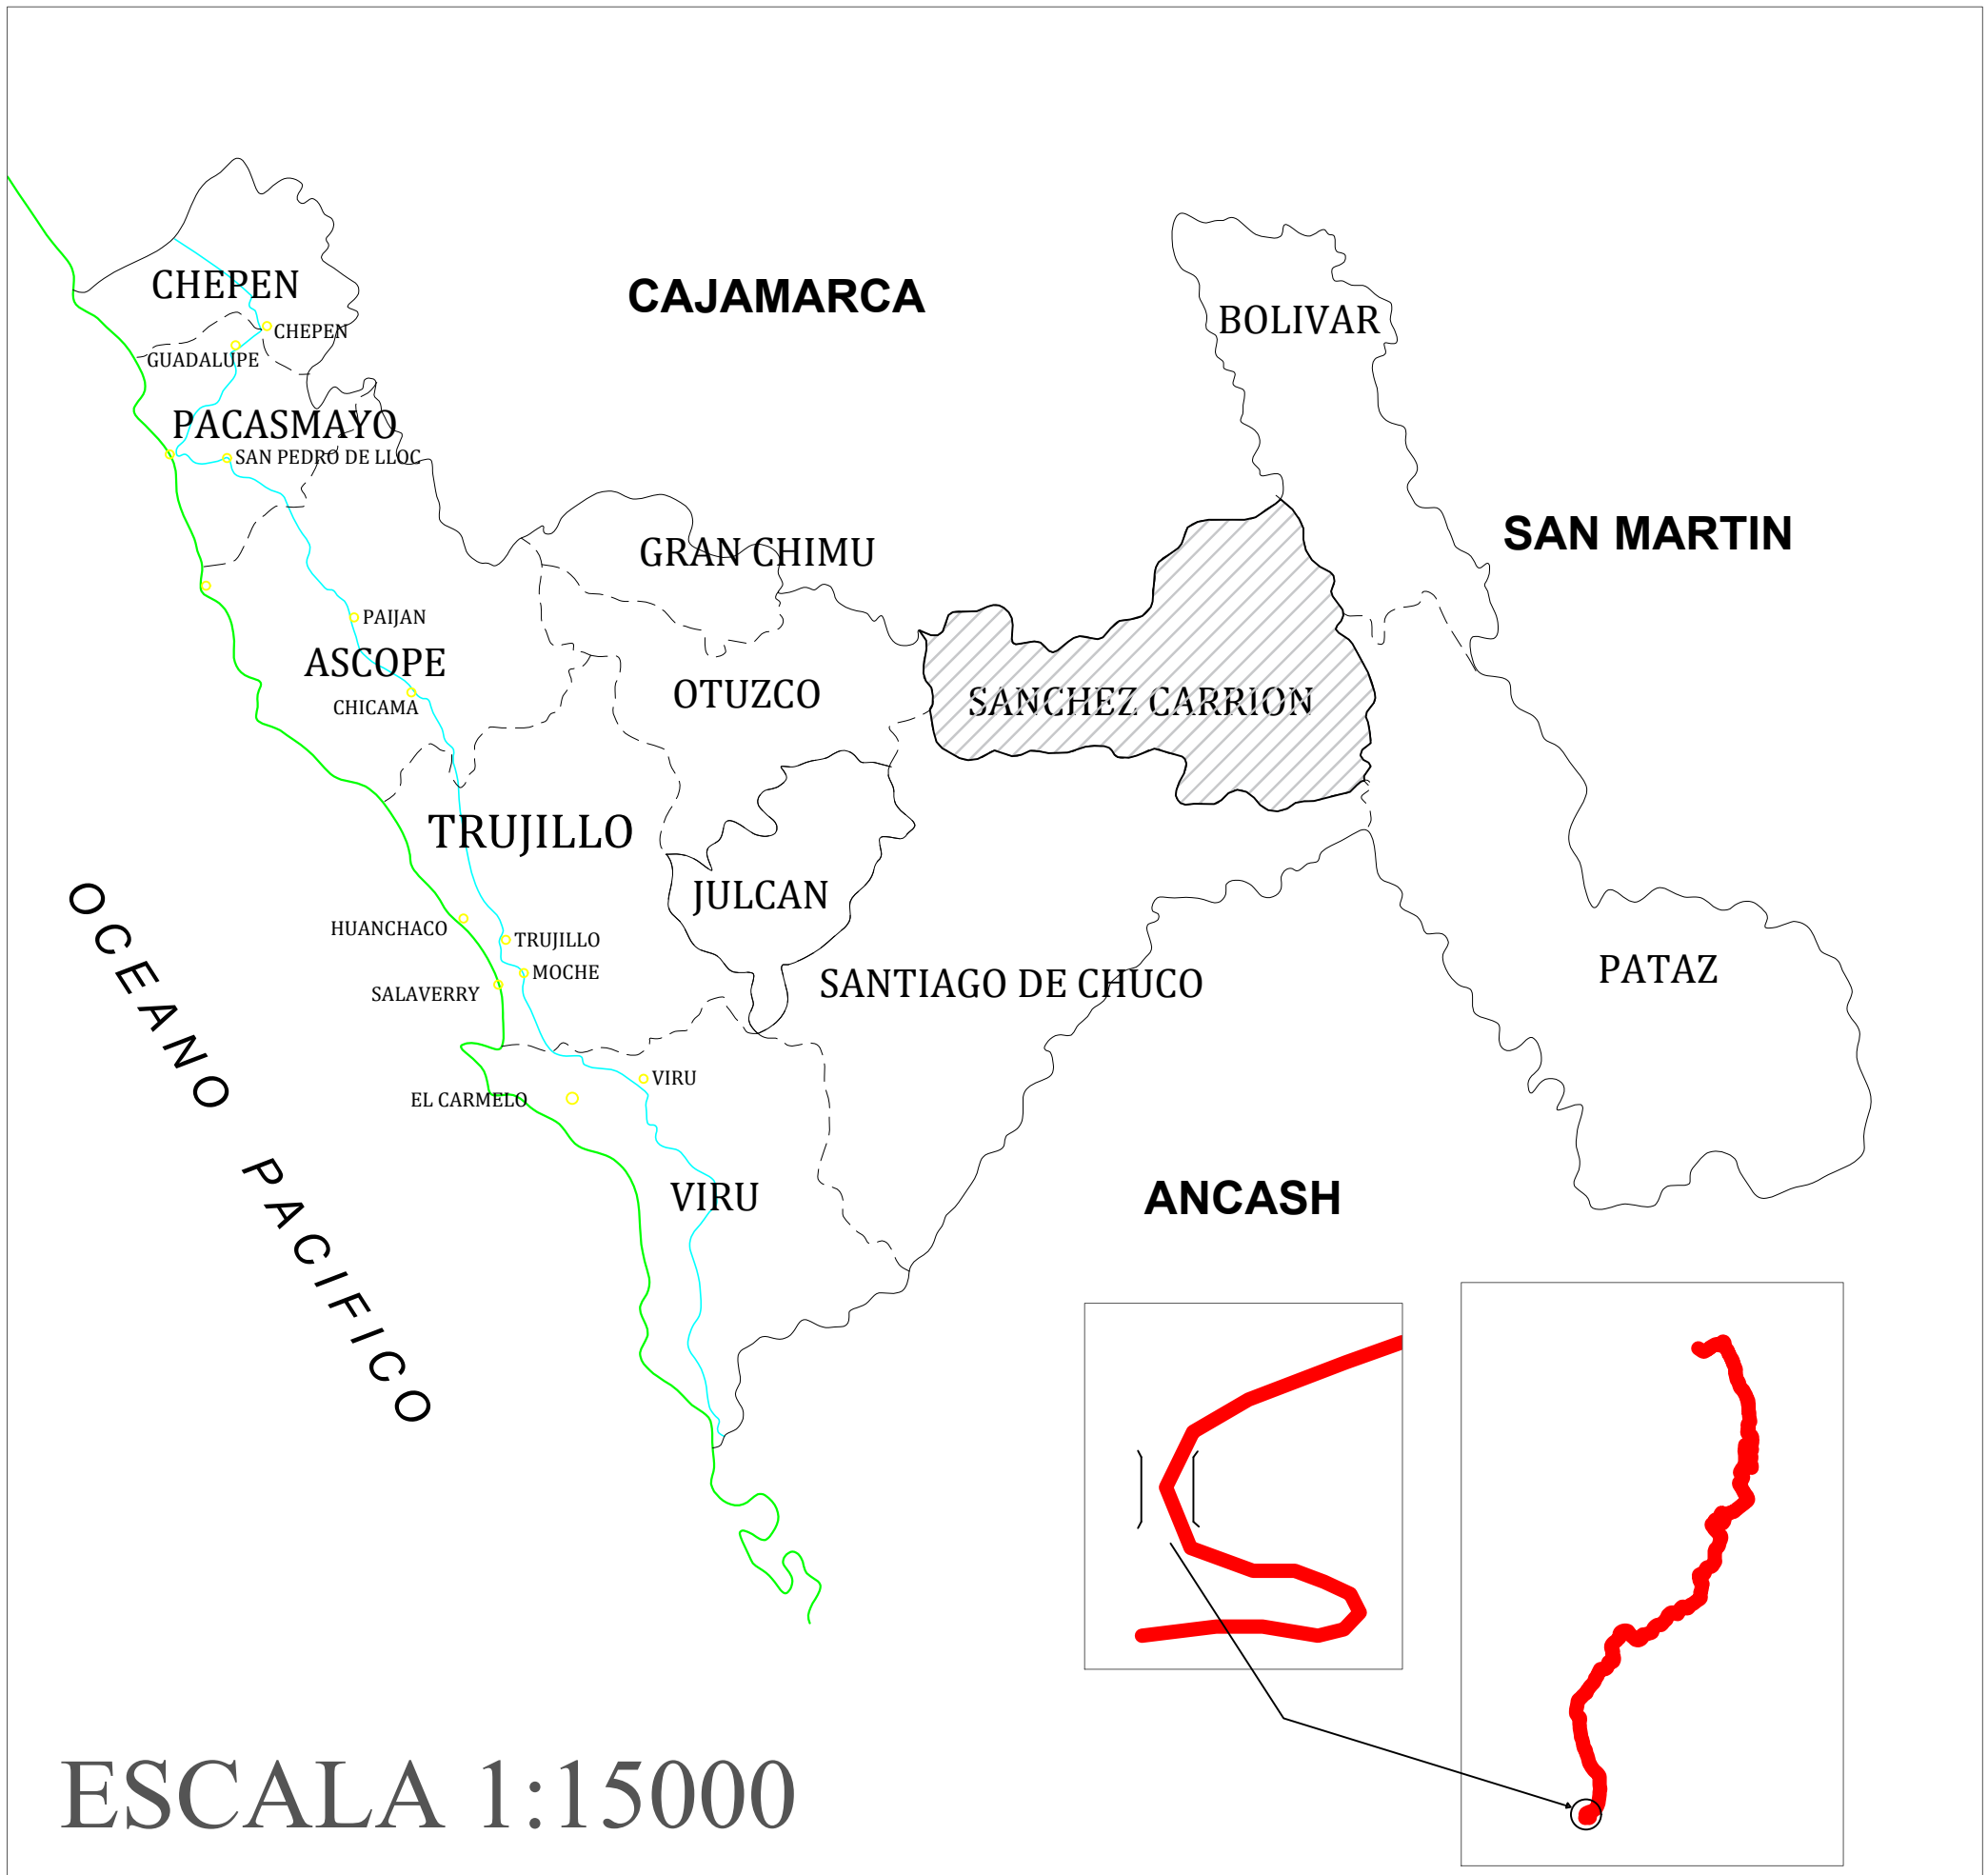 CHEPEN
CAJAMARCA
BOLIVAR
CHEPEN
GUADALUPE
PACASMAYO
SAN PEDRO DE LLOC
SAN MARTIN
GRAN CHIMU
PAIJAN
ASCOPE
CHICAMA
OTUZCO
SANCHEZ CARRION
TRUJILLO
JULCAN
HUANCHACO
TRUJILLO
MOCHE
SALAVERRY
SANTIAGO DE CHUCO
PATAZ
OCEANO PACIFICO
VIRU
EL CARMELO
VIRU
ANCASH
ESCALA 1:15000